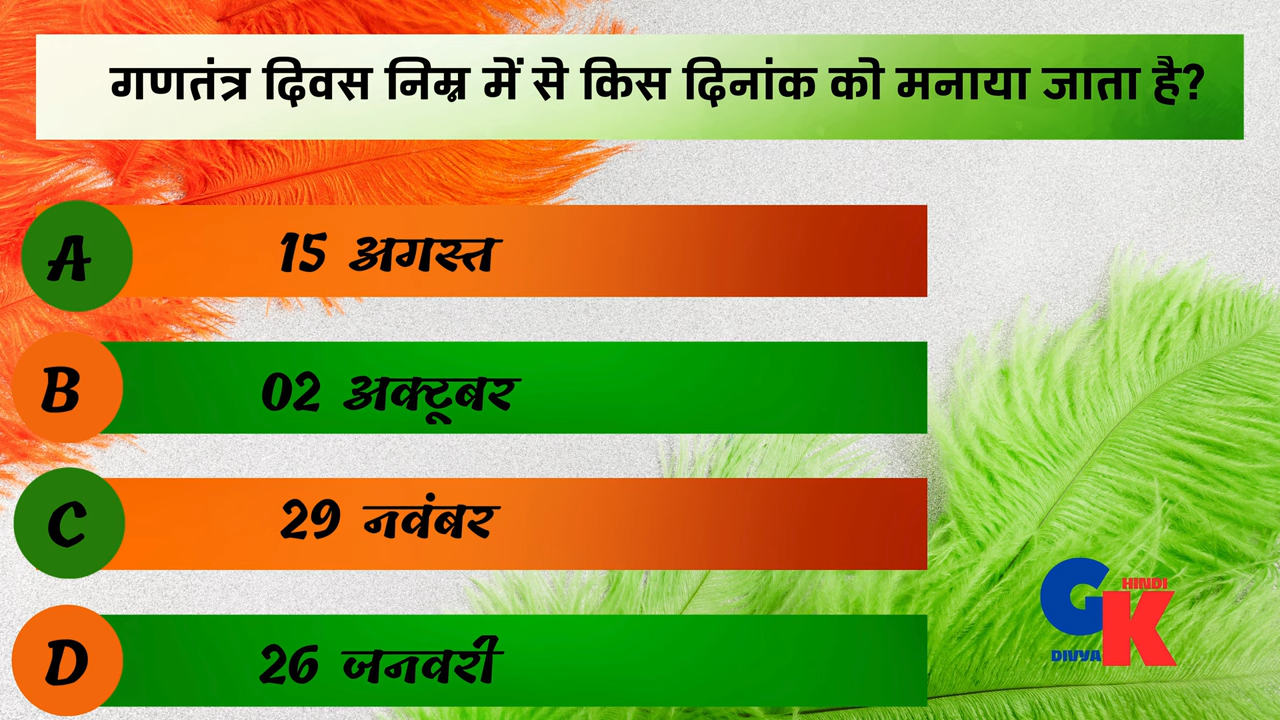 गणतंत्र दिवस निम्न में से किस दिनांक को मनाया जाता है?
A 15 अगस्त
B 02 अक्टूबर
C 29 नवंबर
D 26 जनवरी
HINDI
GK
DIVYA